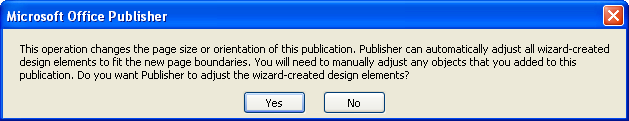 Microsoft Office Publisher
This operation changes the page size or orientation of this publication. Publisher can automatically adjust all wizard-created
design elements to fit the new page boundaries. You will need to manually adjust any objects that you added to this
publication. Do you want Publisher to adjust the wizard-created design elements?
Yes No